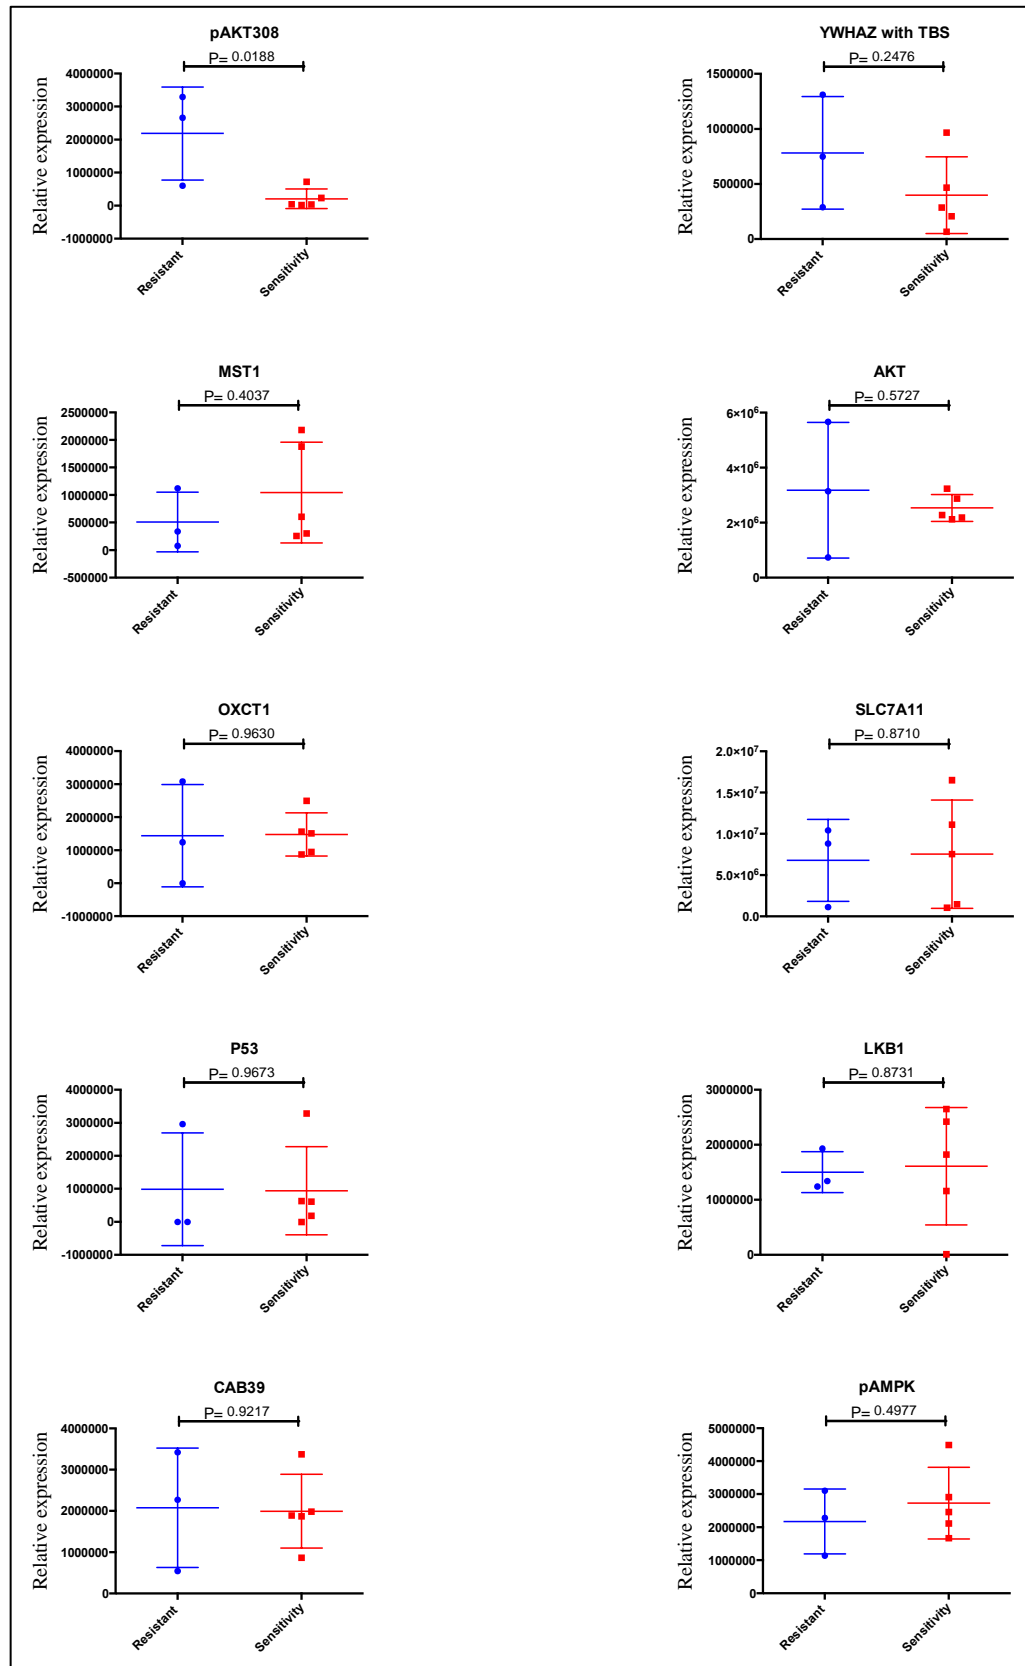 pAKT308
P= 0.0188
Relative expression
4000000
3000000
2000000
1000000
0
-1000000
Resistant
Sensitivity
YWHAZ with TBS
P= 0.2476
Relative expression
1500000
1000000
500000
0
Resistant
Sensitivity
MST1
P= 0.4037
Relative expression
2500000
2000000
1500000
1000000
500000
0
-500000
Resistant
Sensitivity
AKT
P= 0.5727
Relative expression
6×10⁶
4×10⁶
2×10⁶
0
Resistant
Sensitivity
OXCT1
P= 0.9630
Relative expression
4000000
3000000
2000000
1000000
0
-1000000
Resistant
Sensitivity
SLC7A11
P= 0.8710
Relative expression
2.0×10⁷
1.5×10⁷
1.0×10⁷
5.0×10⁶
0.0
Resistant
Sensitivity
P53
P= 0.9673
Relative expression
4000000
3000000
2000000
1000000
0
-1000000
Resistant
Sensitivity
LKB1
P= 0.8731
Relative expression
3000000
2000000
1000000
0
Resistant
Sensitivity
CAB39
P= 0.9217
Relative expression
4000000
3000000
2000000
1000000
0
Resistant
Sensitivity
pAMPK
P= 0.4977
Relative expression
5000000
4000000
3000000
2000000
1000000
0
Resistant
Sensitivity